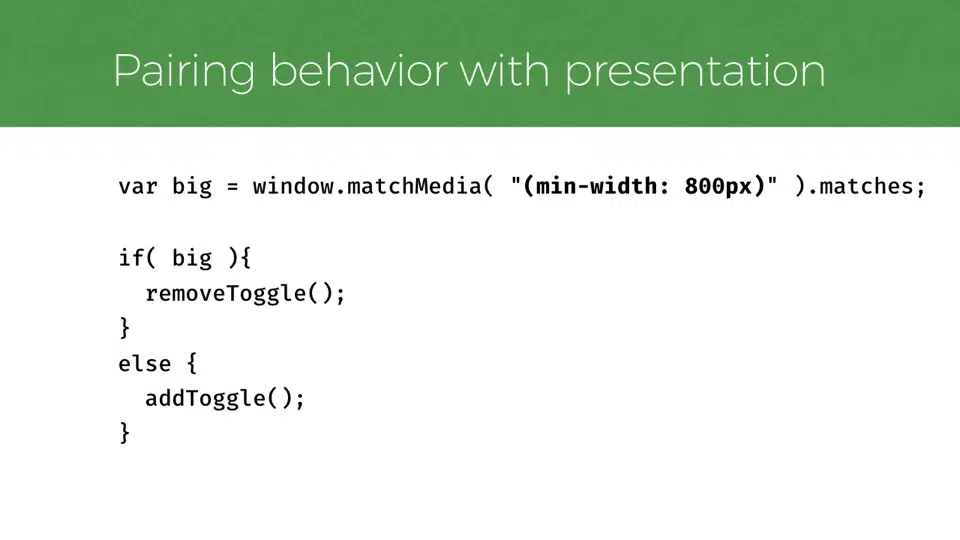 Pairing behavior with presentation
var big = window.matchMedia( "(min-width: 800px)" ).matches;
if( big ){
removeToggle();
}
else {
addToggle();
}